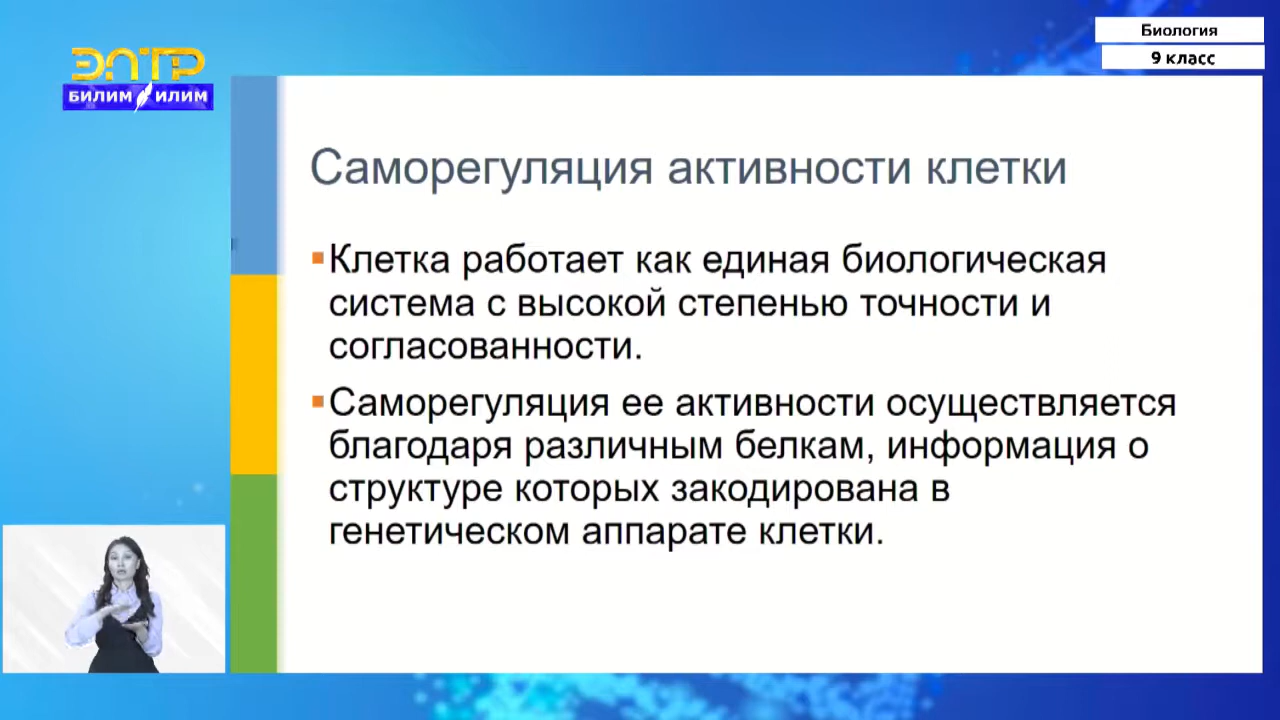 Биология
9 класс
ЭЛТР
БИЛИМ ИЛИМ
Саморегуляция активности клетки
Клетка работает как единая биологическая
система с высокой степенью точности и
согласованности.
Саморегуляция ее активности осуществляется
благодаря различным белкам, информация о
структуре которых закодирована в
генетическом аппарате клетки.